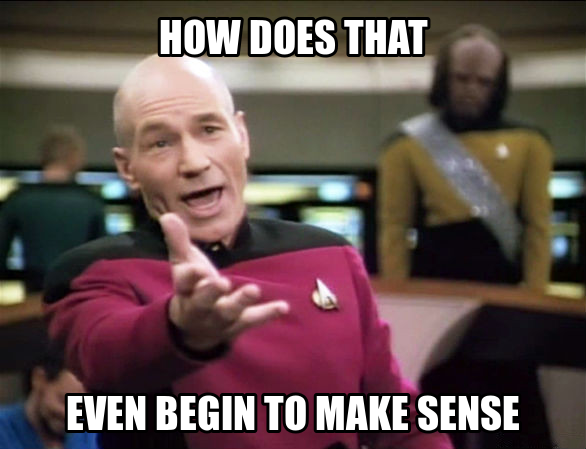 HOW DOES THAT
EVEN BEGIN TO MAKE SENSE